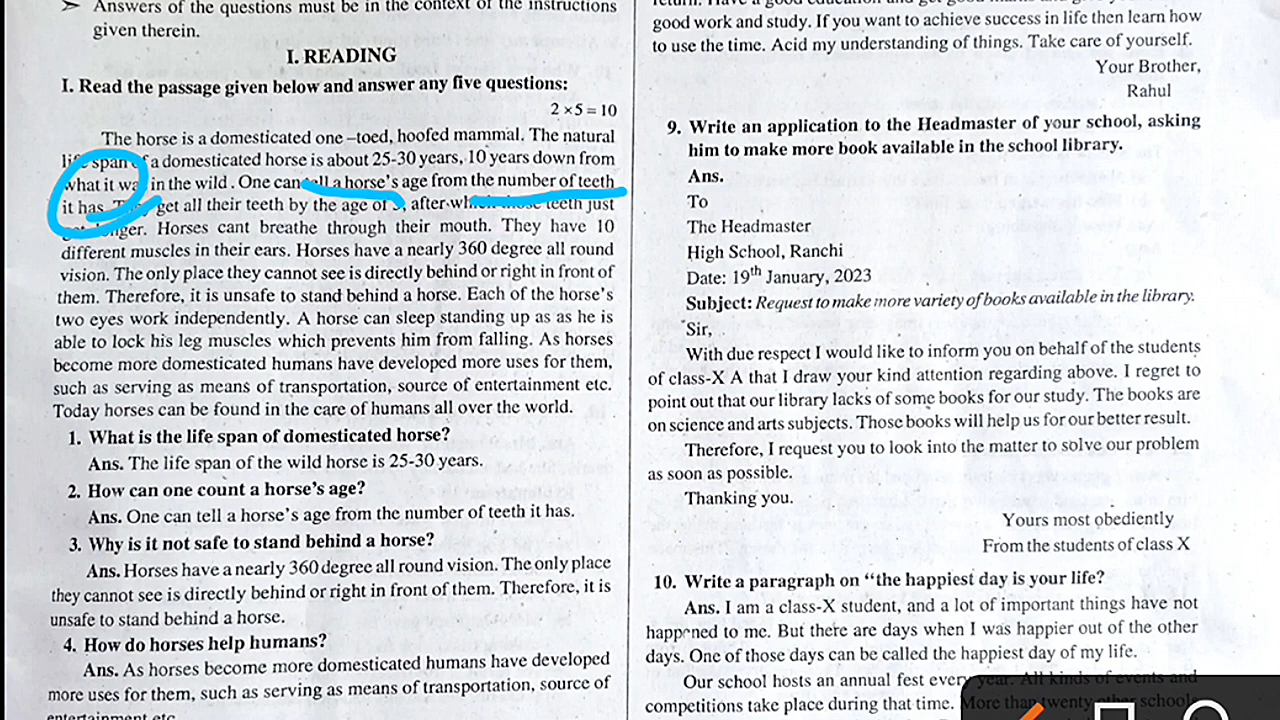 ➢ Answers of the questions must be in the context of the instructions
given therein.
I. READING
I. Read the passage given below and answer any five questions:
2 x5 = 10
The horse is a domesticated one–toed, hoofed mammal. The natural
life span of a domesticated horse is about 25-30 years, 10 years down from
what it was in the wild . One can tell a horse's age from the number of teeth
it has. They get all their teeth by the age of after which those teeth just
longer. Horses cant breathe through their mouth. They have 10
different muscles in their ears. Horses have a nearly 360 degree all round
vision. The only place they cannot see is directly behind or right in front of
them. Therefore, it is unsafe to stand behind a horse. Each of the horse's
two eyes work independently. A horse can sleep standing up as as he is
able to lock his leg muscles which prevents him from falling. As horses
become more domesticated humans have developed more uses for them,
such as serving as means of transportation, source of entertainment etc.
Today horses can be found in the care of humans all over the world.
1. What is the life span of domesticated horse?
Ans. The life span of the wild horse is 25-30 years.
2. How can one count a horse's age?
Ans. One can tell a horse's age from the number of teeth it has.
3. Why is it not safe to stand behind a horse?
Ans. Horses have a nearly 360 degree all round vision. The only place
they cannot see is directly behind or right in front of them. Therefore, it is
unsafe to stand behind a horse.
4. How do horses help humans?
Ans. As horses become more domesticated humans have developed
more uses for them, such as serving as means of transportation, source of
entertainment etc.
return. Have a good education and get good marks and
good work and study. If you want to achieve success in life then learn how
to use the time. Acid my understanding of things. Take care of yourself.
Your Brother,
Rahul
9. Write an application to the Headmaster of your school, asking
him to make more book available in the school library.
Ans.
To
The Headmaster
High School, Ranchi
Date: 19th January, 2023
Subject: Request to make more variety of books available in the library.
Sir,
With due respect I would like to inform you on behalf of the students
of class-X A that I draw your kind attention regarding above. I regret to
point out that our library lacks of some books for our study. The books are
on science and arts subjects. Those books will help us for our better result.
Therefore, I request you to look into the matter to solve our problem
as soon as possible.
Thanking you.
Yours most obediently
From the students of class X
10. Write a paragraph on “the happiest day is your life?
Ans. I am a class-X student, and a lot of important things have not
happened to me. But there are days when I was happier out of the other
days. One of those days can be called the happiest day of my life.
Our school hosts an annual fest every year. All kinds of events and
competitions take place during that time. More than twenty other schools